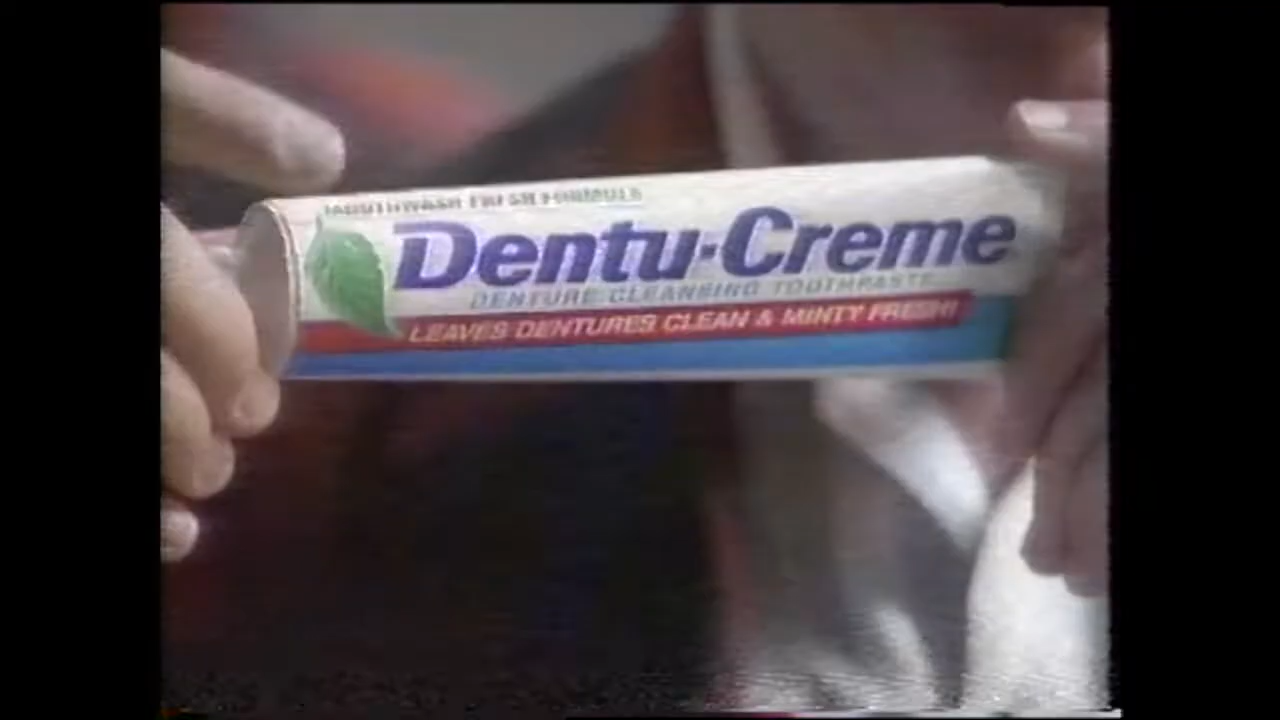 MOUTHWASH FRESH FORMULA
Dentu·Creme
DENTURE CLEANSING TOOTHPASTE
LEAVES DENTURES CLEAN & MINTY FRESH!